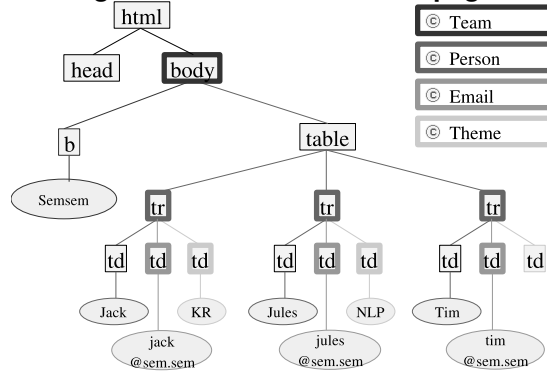 html
© Team
head
body
© Person
© Email
© Theme
b
table
Semsem
tr
tr
tr
td
td
td
td
td
td
td
td
td
Jack
KR
Jules
NLP
Tim
jack
@sem.sem
jules
@sem.sem
tim
@sem.sem